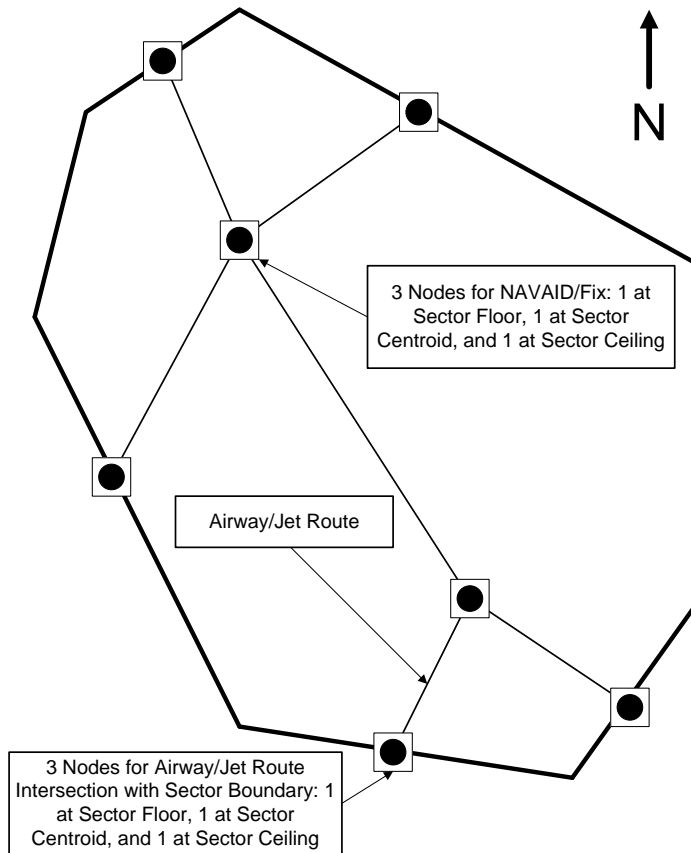 N
3 Nodes for NAVAID/Fix: 1 at
Sector Floor, 1 at Sector
Centroid, and 1 at Sector Ceiling
Airway/Jet Route
3 Nodes for Airway/Jet Route
Intersection with Sector Boundary: 1
at Sector Floor, 1 at Sector
Centroid, and 1 at Sector Ceiling